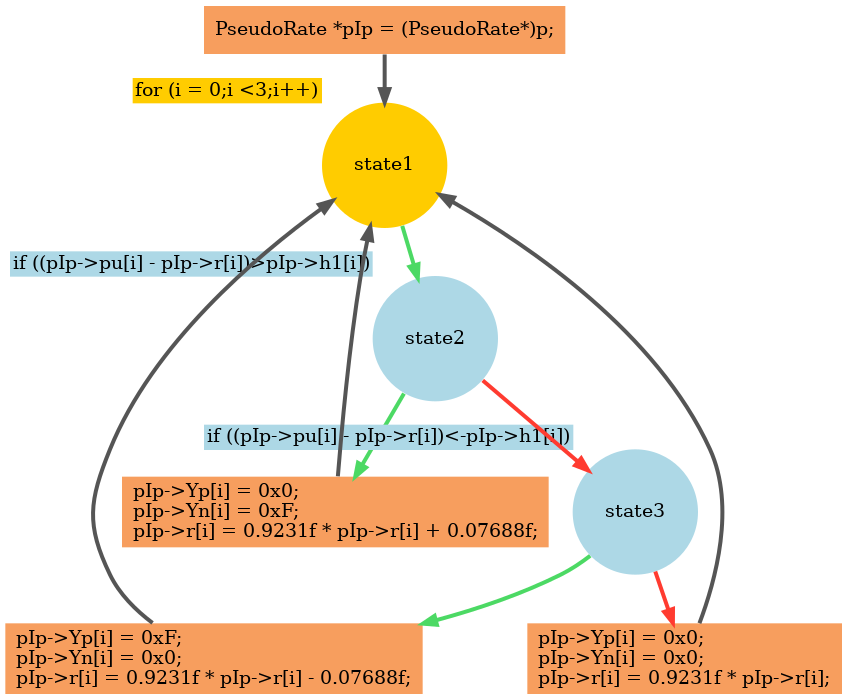 PseudoRate *pIp = (PseudoRate*)p;
for (i = 0;i <3;i++)
state1
if ((pIp->pu[i] - pIp->r[i])>pIp->h1[i])
state2
if ((pIp->pu[i] - pIp->r[i])<-pIp->h1[i])
pIp->Yp[i] = 0x0;
pIp->Yn[i] = 0xF;
pIp->r[i] = 0.9231f * pIp->r[i] + 0.07688f;
state3
pIp->Yp[i] = 0xF;
pIp->Yn[i] = 0x0;
pIp->r[i] = 0.9231f * pIp->r[i] - 0.07688f;
pIp->Yp[i] = 0x0;
pIp->Yn[i] = 0x0;
pIp->r[i] = 0.9231f * pIp->r[i];